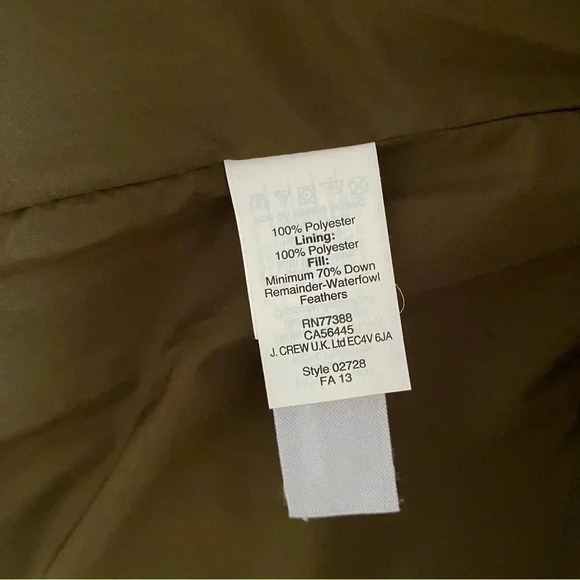 100% Polyester
Lining:
100% Polyester
Fill:
Minimum 70% Down
Remainder-Waterfowl
Feathers
RN77388
CA56445
J. CREW U.K. Ltd EC4V 6JA
Style 02728
FA 13